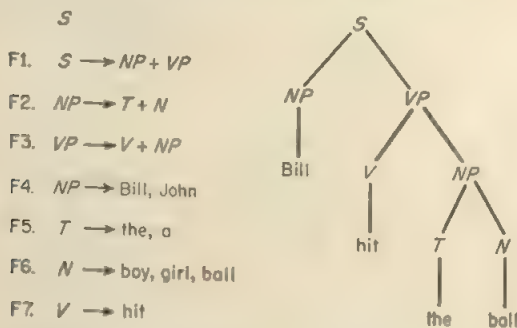 S
F1. S → NP + VP
F2. NP → T + N
F3. VP → V + NP
F4. NP → Bill, John
F5. T → the, a
F6. N → boy, girl, ball
F7. V → hit
S
NP VP
Bill V NP
hit T N
the ball